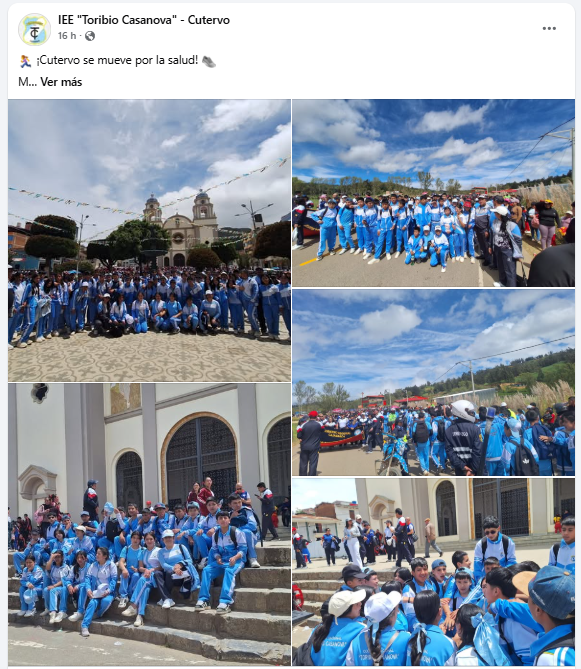 IEE "Toribio Casanova" - Cutervo
16 h ·
¡Cutervo se mueve por la salud!
M... Ver más